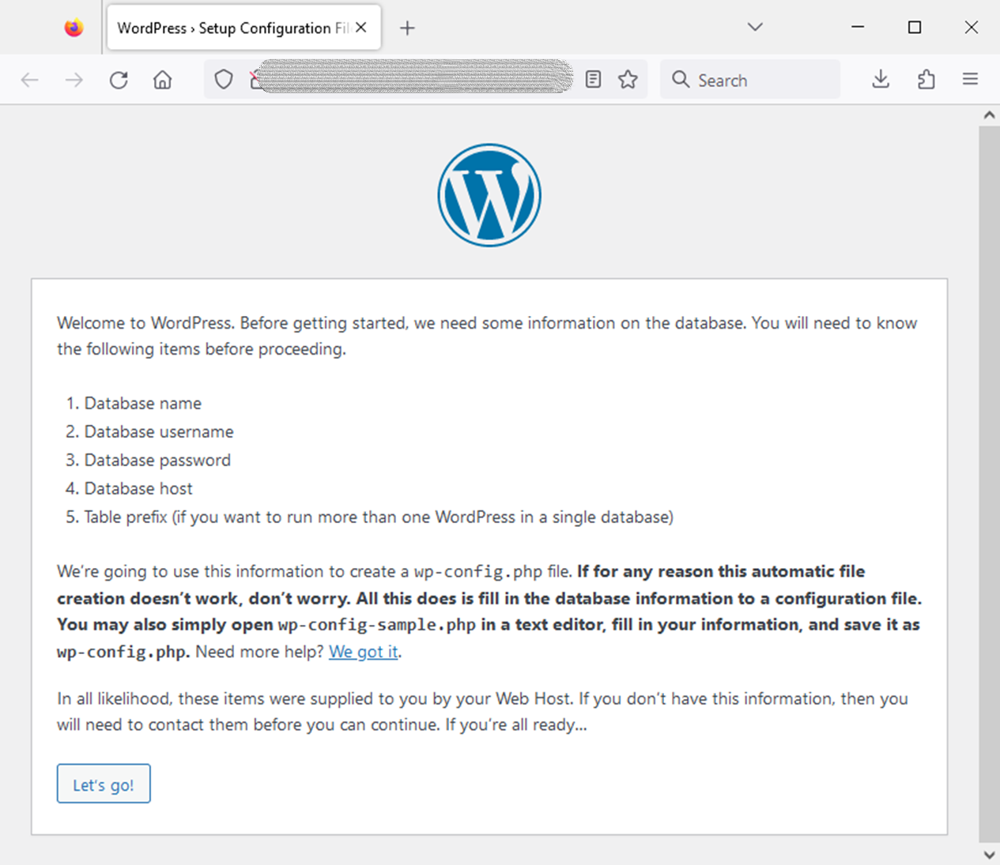 WordPress › Setup Configuration Fil
Search
Welcome to WordPress. Before getting started, we need some information on the database. You will need to know
the following items before proceeding.
1. Database name
2. Database username
3. Database password
4. Database host
5. Table prefix (if you want to run more than one WordPress in a single database)
We’re going to use this information to create a wp-config.php file. If for any reason this automatic file
creation doesn’t work, don’t worry. All this does is fill in the database information to a configuration file.
You may also simply open wp-config-sample.php in a text editor, fill in your information, and save it as
wp-config.php. Need more help? We got it.
In all likelihood, these items were supplied to you by your Web Host. If you don’t have this information, then you
will need to contact them before you can continue. If you’re all ready…
Let’s go!